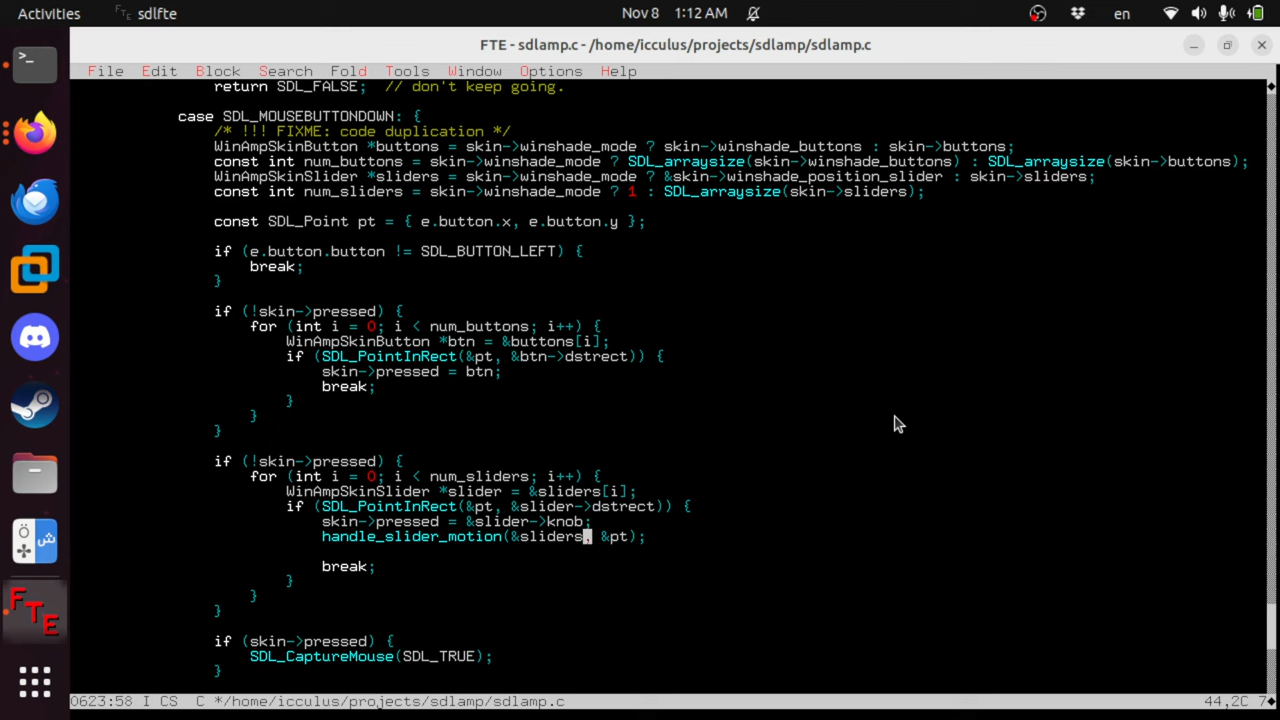 Activities sdlfte Nov 8 1:12 AM en
FTE - sdlamp.c - /home/icculus/projects/sdlamp/sdlamp.c
File Edit Block Search Fold Tools Window Options Help
return SDL_FALSE;  // don't keep going.
case SDL_MOUSEBUTTONDOWN: {
/* !!! FIXME: code duplication */
WinAmpSkinButton *buttons = skin->winshade_mode ? skin->winshade_buttons : skin->buttons;
const int num_buttons = skin->winshade_mode ? SDL_arraysize(skin->winshade_buttons) : SDL_arraysize(skin->buttons);
WinAmpSkinSlider *sliders = skin->winshade_mode ? &skin->winshade_position_slider : skin->sliders;
const int num_sliders = skin->winshade_mode ? 1 : SDL_arraysize(skin->sliders);
const SDL_Point pt = { e.button.x, e.button.y };
if (e.button.button != SDL_BUTTON_LEFT) {
break;
}
if (!skin->pressed) {
for (int i = 0; i < num_buttons; i++) {
WinAmpSkinButton *btn = &buttons[i];
if (SDL_PointInRect(&pt, &btn->dstrect)) {
skin->pressed = btn;
break;
}
}
}
if (!skin->pressed) {
for (int i = 0; i < num_sliders; i++) {
WinAmpSkinSlider *slider = &sliders[i];
if (SDL_PointInRect(&pt, &slider->dstrect)) {
skin->pressed = &slider->knob;
handle_slider_motion(&sliders, &pt);
break;
}
}
}
if (skin->pressed) {
SDL_CaptureMouse(SDL_TRUE);
}
FTE
0623:58 I CS  C */home/icculus/projects/sdlamp/sdlamp.c 44,2C 7